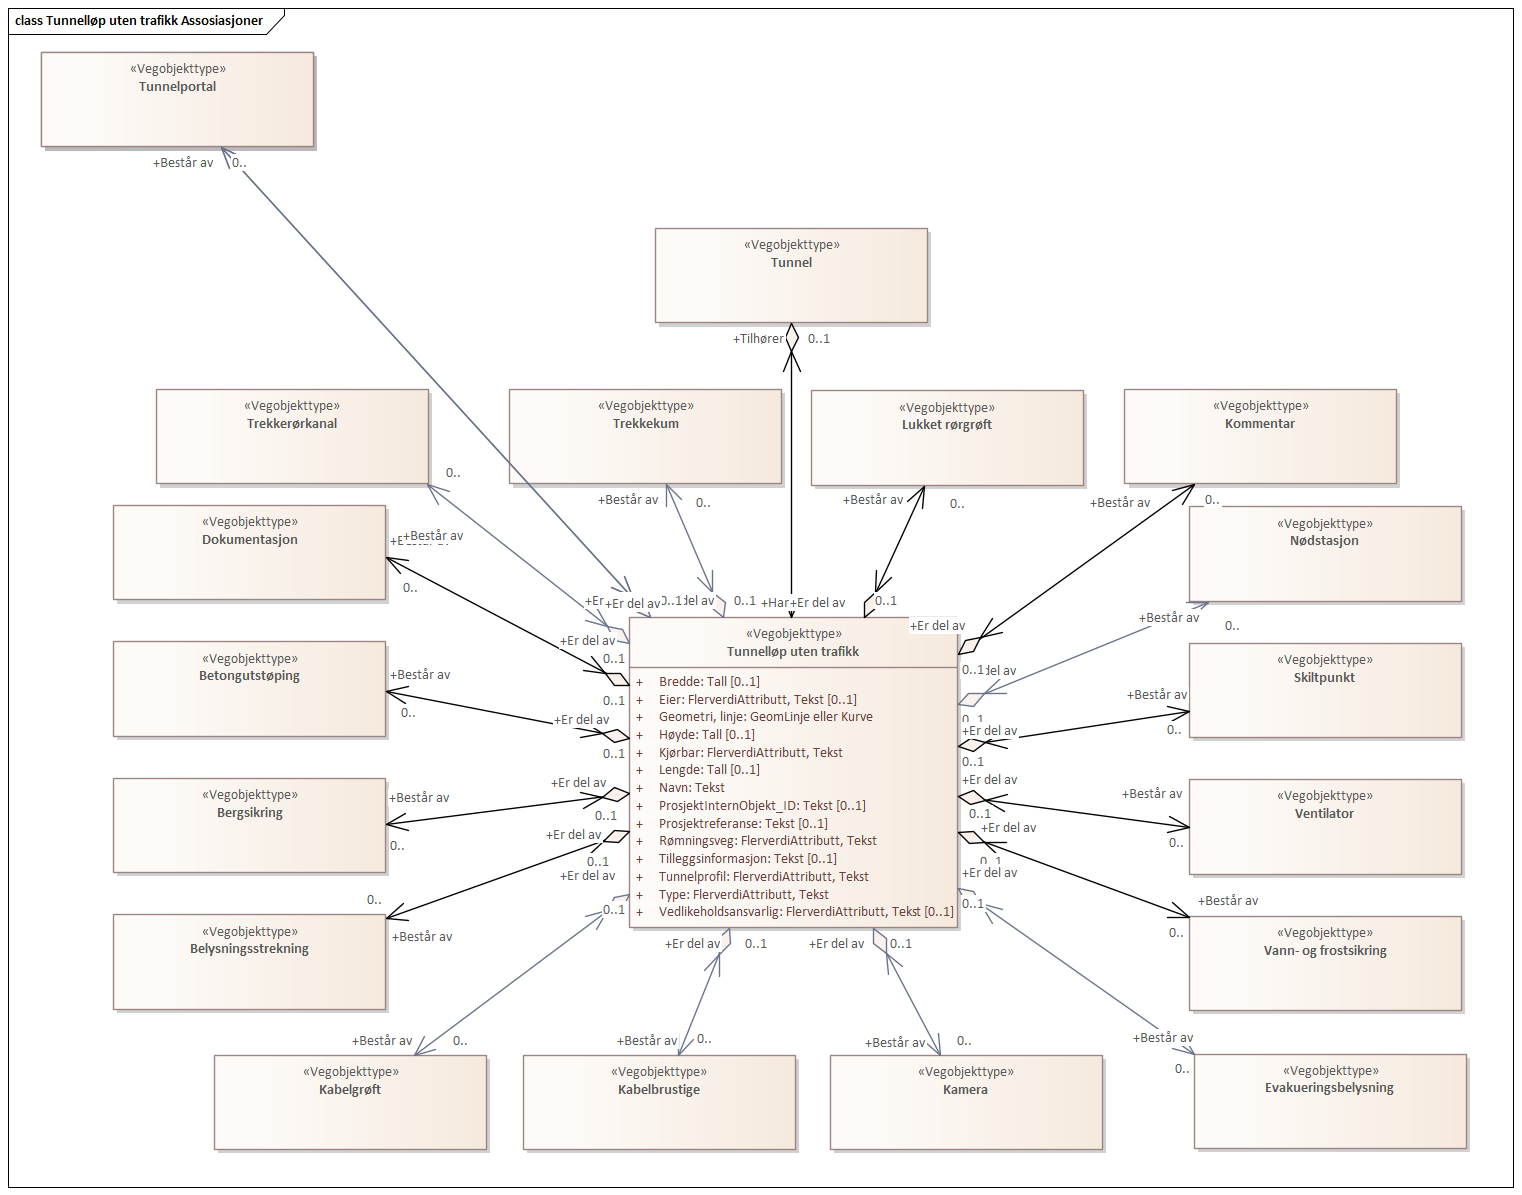 class Tunnelløp uten trafikk Assosiasjoner
«Vegobjekttype»
Tunnelportal
+Består av
0..
«Vegobjekttype»
Tunnel
+Tilhører
0..1
«Vegobjekttype»
Trekkerørkanal
0..
+Består av
«Vegobjekttype»
Trekkekum
+Består av
0..
«Vegobjekttype»
Lukket rørgrøft
+Består av
0..
«Vegobjekttype»
Kommentar
+Består av
0..
«Vegobjekttype»
Dokumentasjon
0..
«Vegobjekttype»
Nødstasjon
+Består av
0..
+Er
+Er del av
0..1
del av
0..1
+Har
+Er del av
0..1
+Er del av
0..1
+Er del av
0..1
0..1
del av
0..1
0..1
«Vegobjekttype»
Tunnelløp uten trafikk
+ Bredde: Tall [0..1]
+ Eier: FlerverdiAttributt, Tekst [0..1]
+ Geometri, linje: GeomLinje eller Kurve
+ Høyde: Tall [0..1]
+ Kjørbar: FlerverdiAttributt, Tekst
+ Lengde: Tall [0..1]
+ Navn: Tekst
+ ProsjektInternObjekt_ID: Tekst [0..1]
+ Prosjektreferanse: Tekst [0..1]
+ Rømningsveg: FlerverdiAttributt, Tekst
+ Tilleggsinformasjon: Tekst [0..1]
+ Tunnelprofil: FlerverdiAttributt, Tekst
+ Type: FlerverdiAttributt, Tekst
+ Vedlikeholdsansvarlig: FlerverdiAttributt, Tekst [0..1]
«Vegobjekttype»
Betongutstøping
+Består av
0..
+Er del av
0..1
«Vegobjekttype»
Skiltpunkt
+Består av
0..
+Er del av
0..1
«Vegobjekttype»
Bergsikring
+Består av
0..
+Er del av
0..1
«Vegobjekttype»
Ventilator
+Består av
0..
+Er del av
0..1
+Er del av
0..1
0..
+Består av
«Vegobjekttype»
Belysningsstrekning
+Er del av
0..1
+Består av
0..
«Vegobjekttype»
Vann- og frostsikring
+Er del av
0..1
+Er del av
0..1
+Er del av
0..1
+Er del av
0..1
+Består av
0..
«Vegobjekttype»
Kabelgrøft
+Består av
0..
«Vegobjekttype»
Kabelbrustige
+Består av
0..
«Vegobjekttype»
Kamera
+Består av
0..
«Vegobjekttype»
Evakueringsbelysning